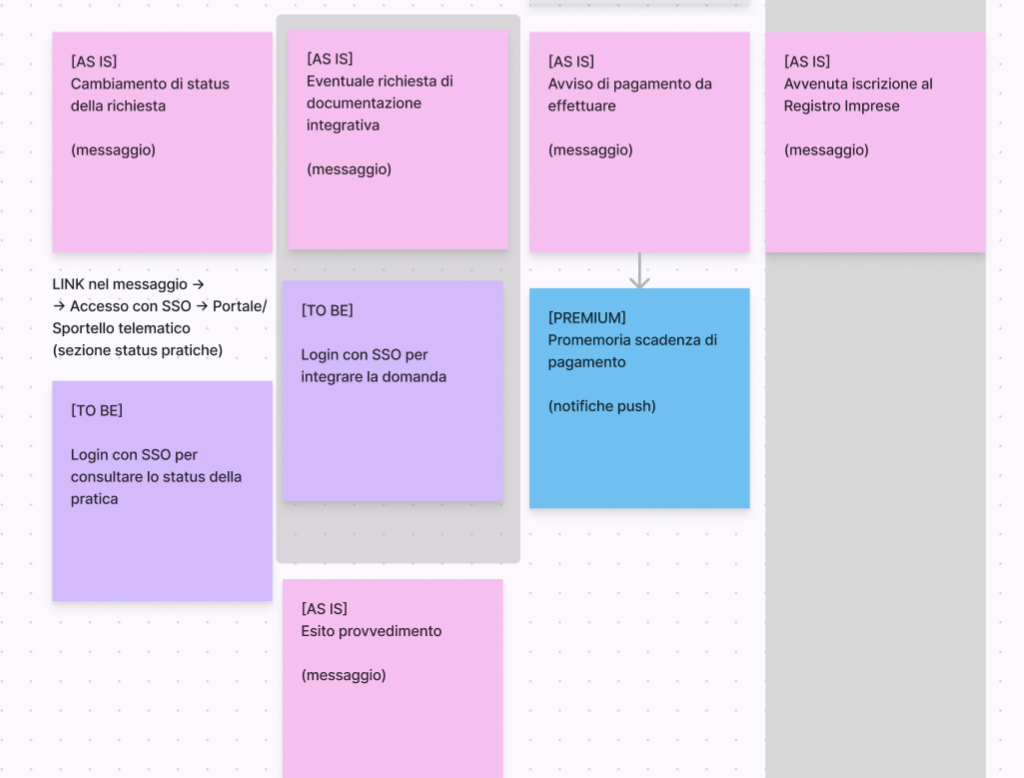 [AS IS]
Cambiamento di status
della richiesta
(messaggio)
LINK nel messaggio →
→ Accesso con SSO → Portale/
Sportello telematico
(sezione status pratiche)
[TO BE]
Login con SSO per
consultare lo status della
pratica
[AS IS]
Eventuale richiesta di
documentazione
integrativa
(messaggio)
[TO BE]
Login con SSO per
integrare la domanda
[AS IS]
Esito provvedimento
(messaggio)
[AS IS]
Avviso di pagamento da
effettuare
(messaggio)
[PREMIUM]
Promemoria scadenza di
pagamento
(notifiche push)
[AS IS]
Avvenuta iscrizione al
Registro Imprese
(messaggio)